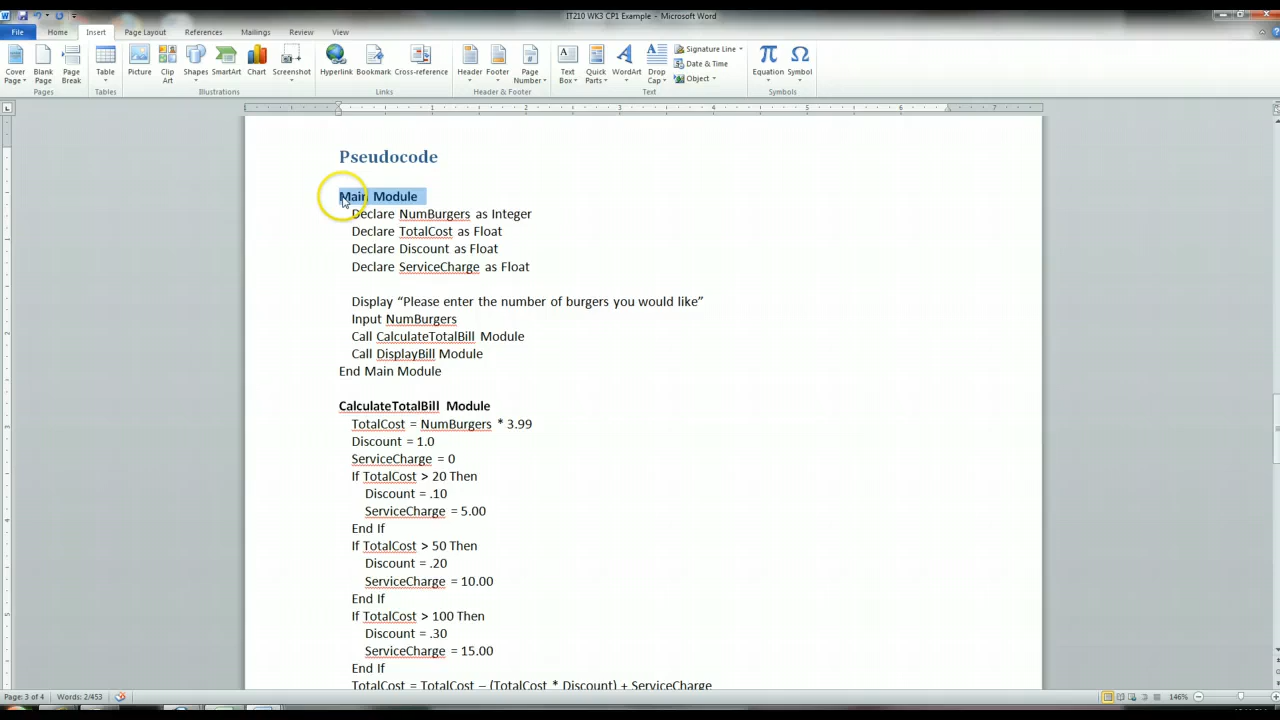 IT210 WK3 CP1 Example - Microsoft Word
File Home Insert Page Layout References Mailings Review View
Cover Page Blank Page Page Break
Table
Picture Clip Art Shapes SmartArt Chart Screenshot
Hyperlink Bookmark Cross-reference
Header Footer Page Number
Text Box Quick Parts WordArt Drop Cap
Signature Line
Date & Time
Object
Equation Symbol
Pages Tables Illustrations Links Header & Footer Text Symbols
1 2 3 4 5 6 7
Pseudocode
Main Module
Declare NumBurgers as Integer
Declare TotalCost as Float
Declare Discount as Float
Declare ServiceCharge as Float
Display “Please enter the number of burgers you would like”
Input NumBurgers
Call CalculateTotalBill Module
Call DisplayBill Module
End Main Module
CalculateTotalBill Module
TotalCost = NumBurgers * 3.99
Discount = 1.0
ServiceCharge = 0
If TotalCost > 20 Then
Discount = .10
ServiceCharge = 5.00
End If
If TotalCost > 50 Then
Discount = .20
ServiceCharge = 10.00
End If
If TotalCost > 100 Then
Discount = .30
ServiceCharge = 15.00
End If
TotalCost = TotalCost – (TotalCost * Discount) + ServiceCharge
Page: 3 of 4 Words: 2/453 146%